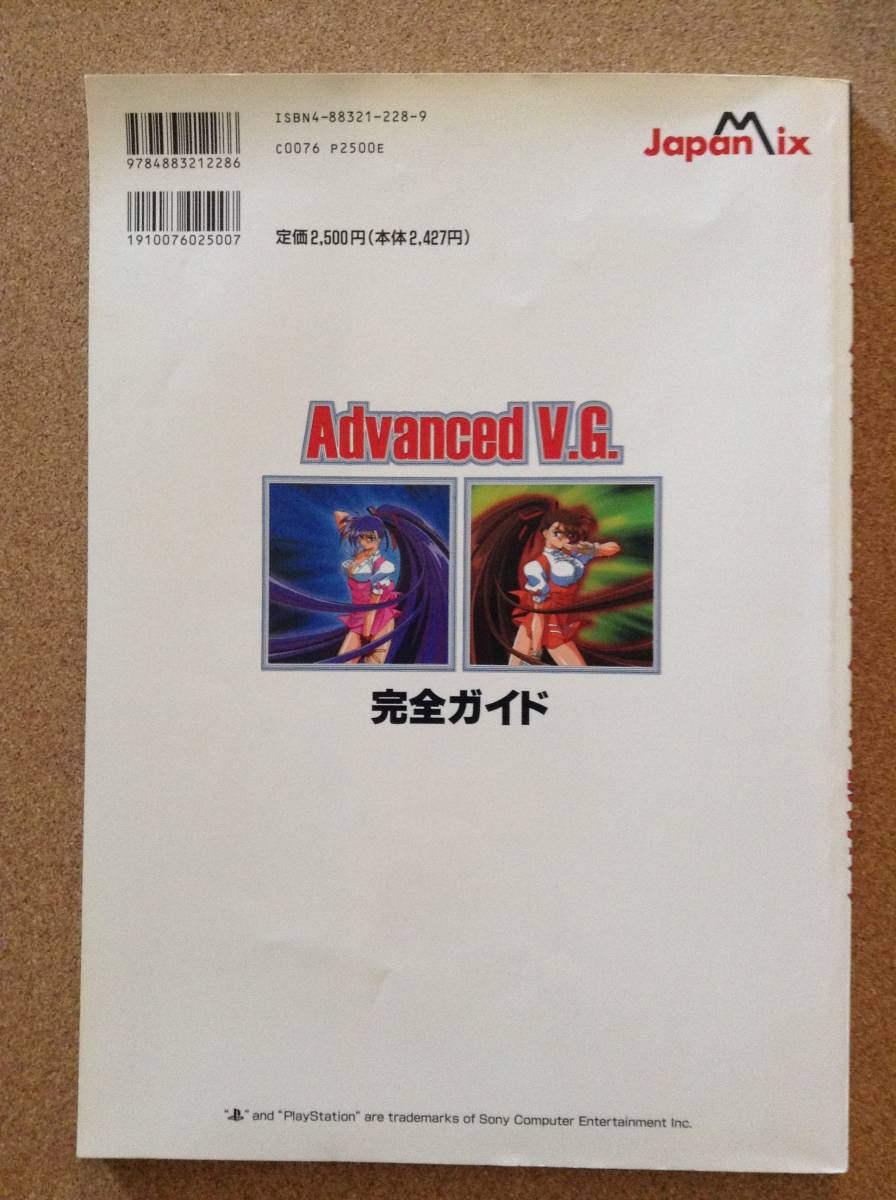 ISBN4-88321-228-9
9784883212286
C0076 P2500E
JapanMix
1910076025007
定価2,500円(本体2,427円)
Advanced V.G.
完全ガイド
"PS" and "PlayStation" are trademarks of Sony Computer Entertainment Inc.